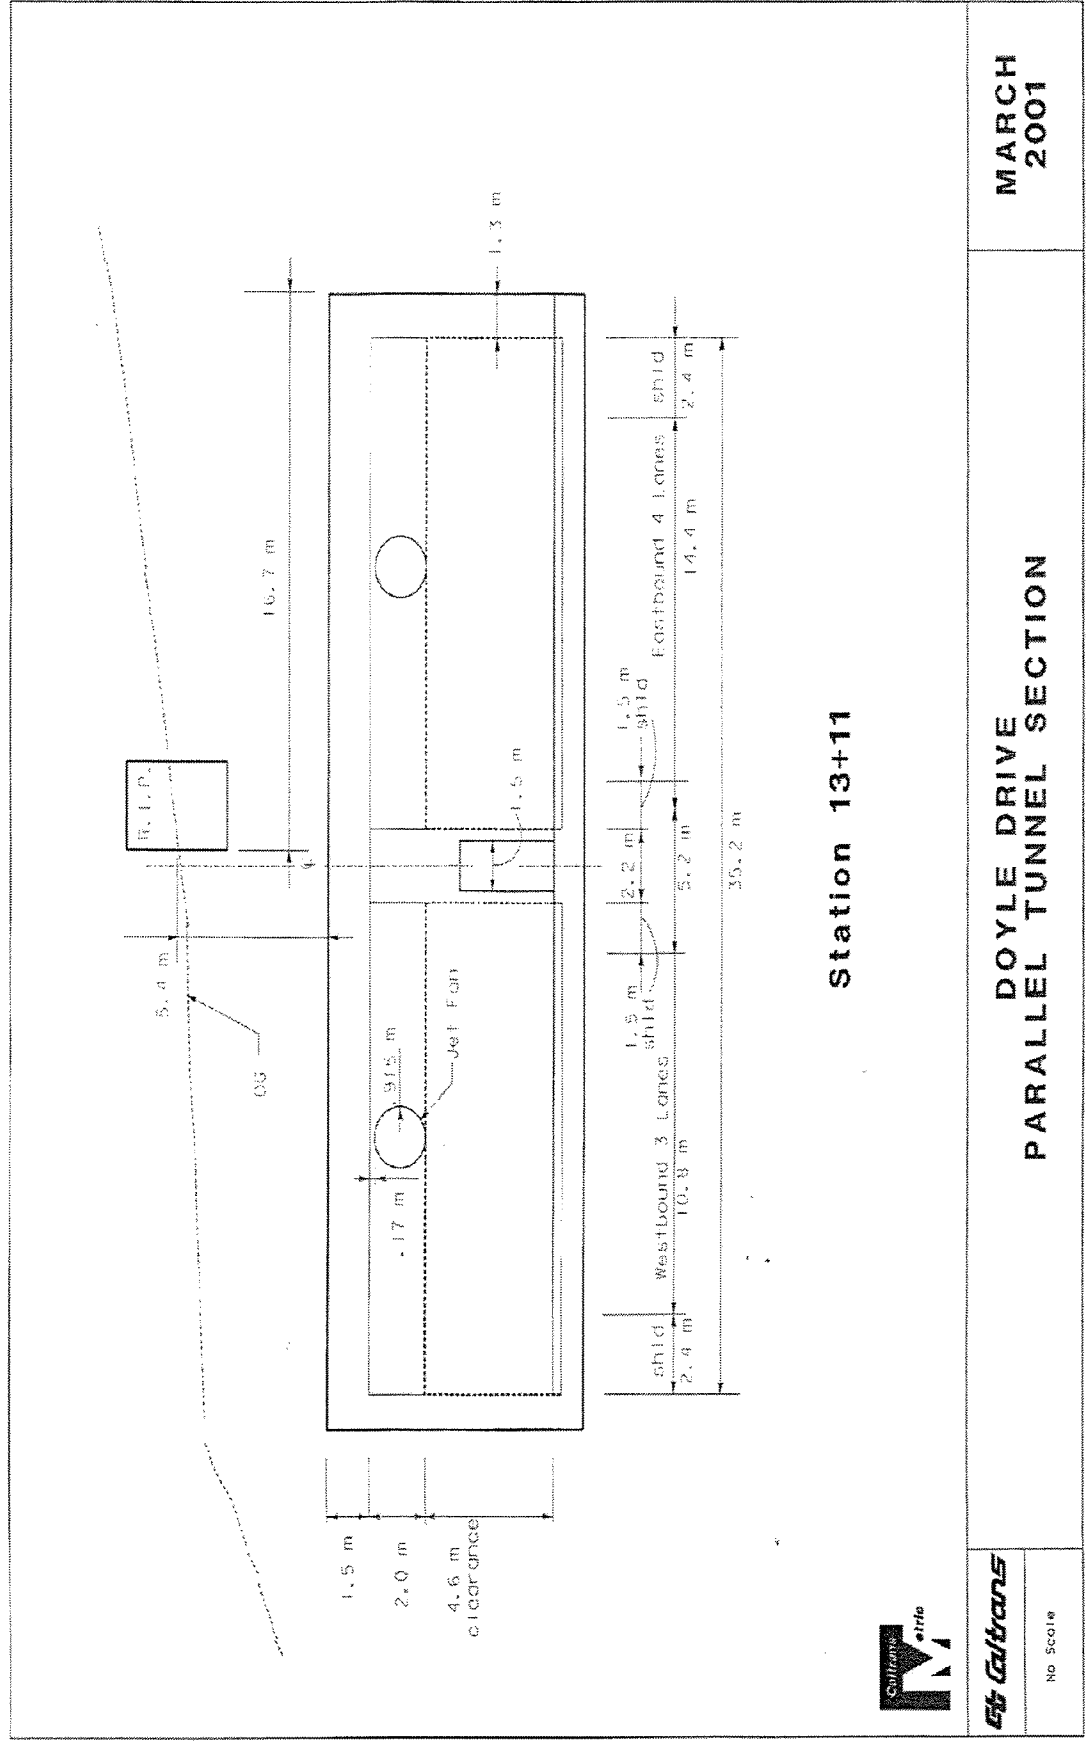 R.I.P.
16.7 m
5.4 m
OG
℄
1.3 m
.915 m
Jet Fan
.17 m
1.5 m
1.5 m
2.0 m
4.6 m
clearance
1.5 m
shld
1.5 m
shld
2.2 m
shld
Westbound 3 Lanes
Eastbound 4 Lanes
shld
2.4 m
10.8 m
5.2 m
14.4 m
2.4 m
35.2 m
Station 13+11
Caltrans
Metric
Caltrans
No Scale
DOYLE DRIVE
PARALLEL TUNNEL SECTION
MARCH
2001